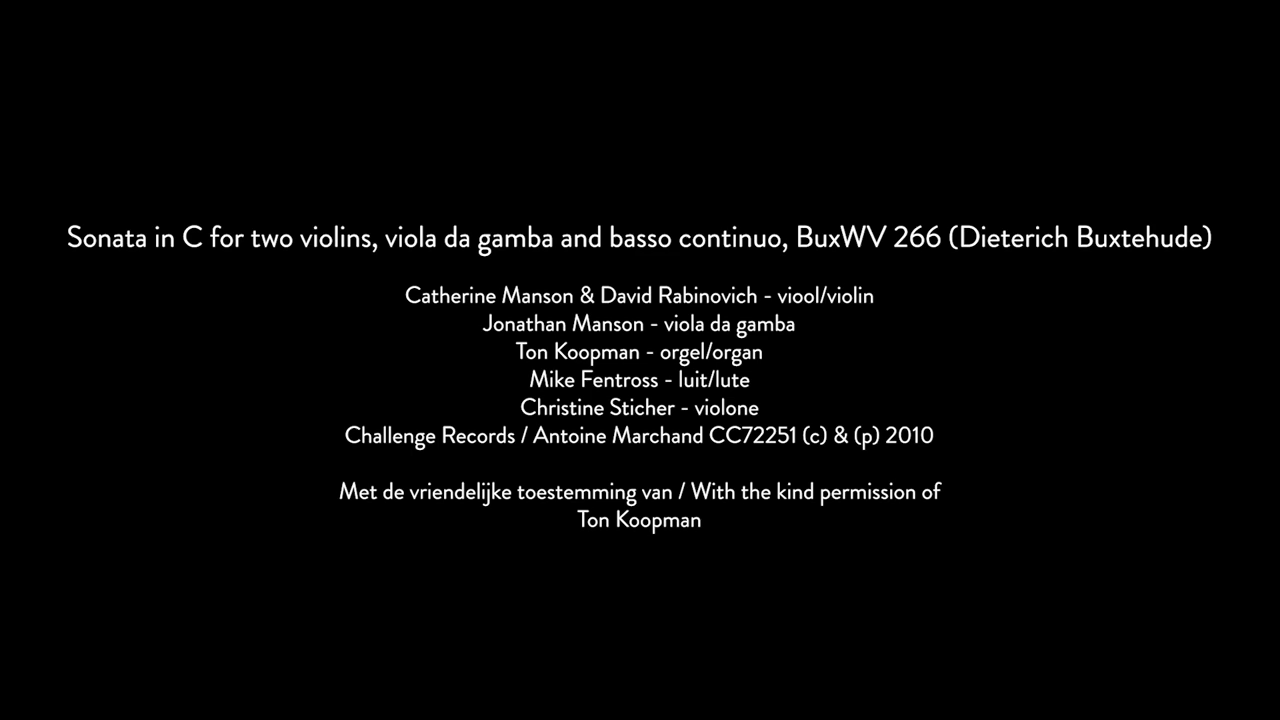 Sonata in C for two violins, viola da gamba and basso continuo, BuxWV 266 (Dieterich Buxtehude)
Catherine Manson & David Rabinovich - viool/violin
Jonathan Manson - viola da gamba
Ton Koopman - orgel/organ
Mike Fentross - luit/lute
Christine Sticher - violone
Challenge Records / Antoine Marchand CC72251 (c) & (p) 2010
Met de vriendelijke toestemming van / With the kind permission of
Ton Koopman